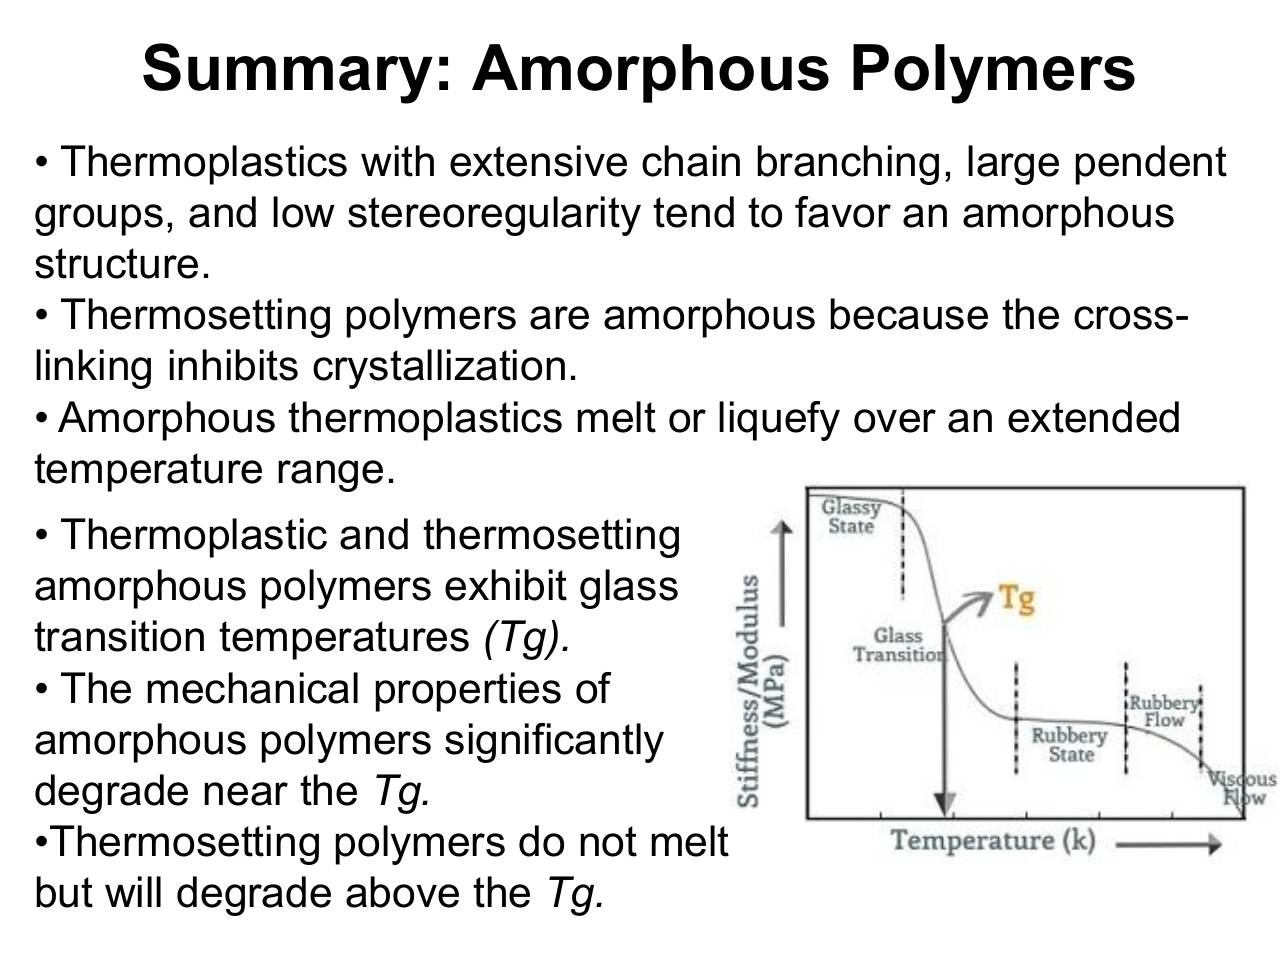 Summary: Amorphous Polymers
• Thermoplastics with extensive chain branching, large pendent
groups, and low stereoregularity tend to favor an amorphous
structure.
• Thermosetting polymers are amorphous because the cross-
linking inhibits crystallization.
• Amorphous thermoplastics melt or liquefy over an extended
temperature range.
• Thermoplastic and thermosetting
amorphous polymers exhibit glass
transition temperatures (Tg).
• The mechanical properties of
amorphous polymers significantly
degrade near the Tg.
•Thermosetting polymers do not melt
but will degrade above the Tg.
Stiffness/Modulus
(MPa)
Glassy
State
Tg
Glass
Transition
Rubbery
State
Rubbery
Flow
Viscous
Flow
Temperature (k)